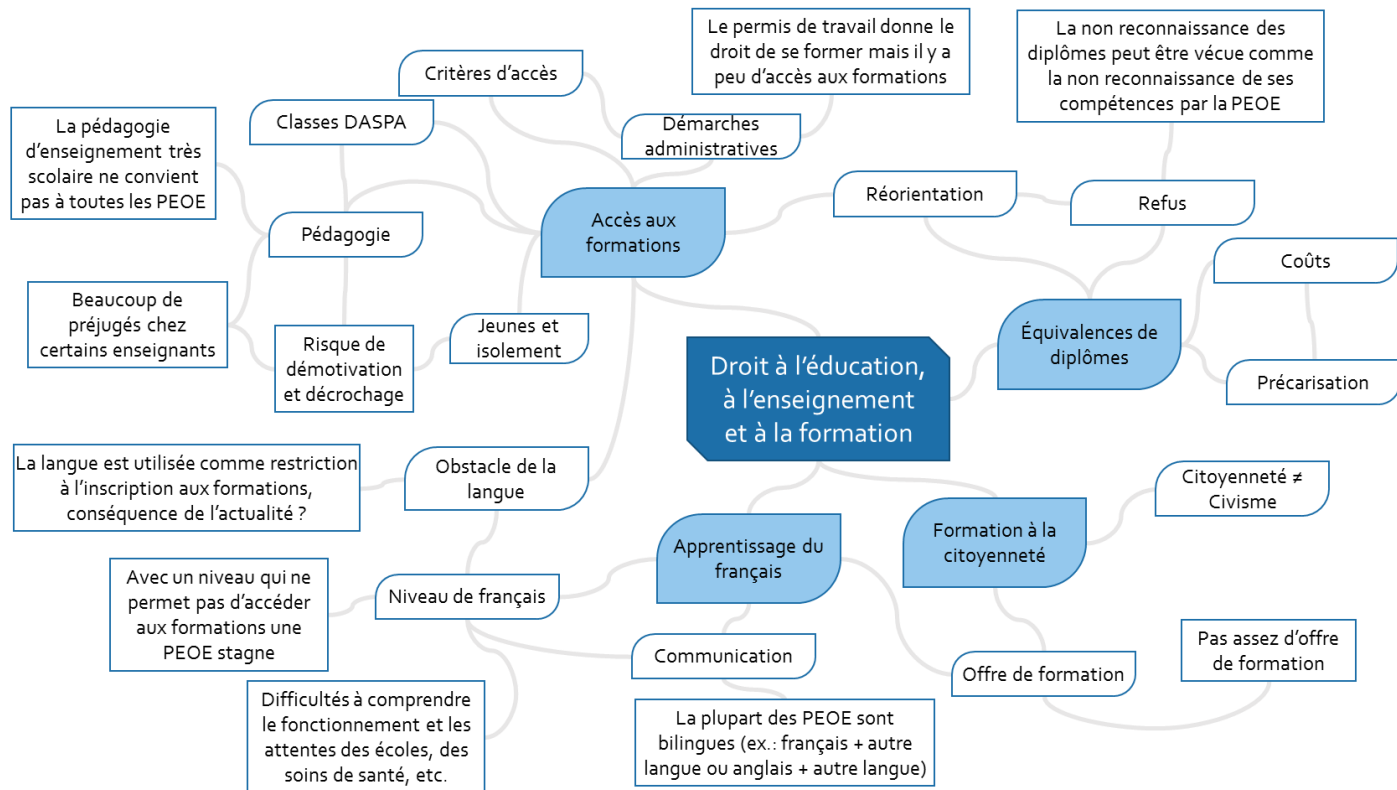 Le permis de travail donne le
droit de se former mais il y a
peu d'accès aux formations
La non reconnaissance des
diplômes peut être vécue comme
la non reconnaissance de ses
compétences par la PEOE
Critères d'accès
Classes DASPA
Démarches
administratives
La pédagogie
d'enseignement très
scolaire ne convient
pas à toutes les PEOE
Réorientation
Refus
Accès aux
formations
Pédagogie
Coûts
Beaucoup de
préjugés chez
certains enseignants
Risque de
démotivation
et décrochage
Jeunes et
isolement
Équivalences de
diplômes
Droit à l'éducation,
à l'enseignement
et à la formation
Précarisation
La langue est utilisée comme restriction
à l'inscription aux formations,
conséquence de l'actualité ?
Obstacle de la
langue
Citoyenneté ≠
Civisme
Apprentissage du
français
Formation à la
citoyenneté
Avec un niveau qui ne
permet pas d'accéder
aux formations une
PEOE stagne
Niveau de français
Communication
Offre de formation
Pas assez d'offre
de formation
Difficultés à comprendre
le fonctionnement et les
attentes des écoles, des
soins de santé, etc.
La plupart des PEOE sont
bilingues (ex.: français + autre
langue ou anglais + autre langue)